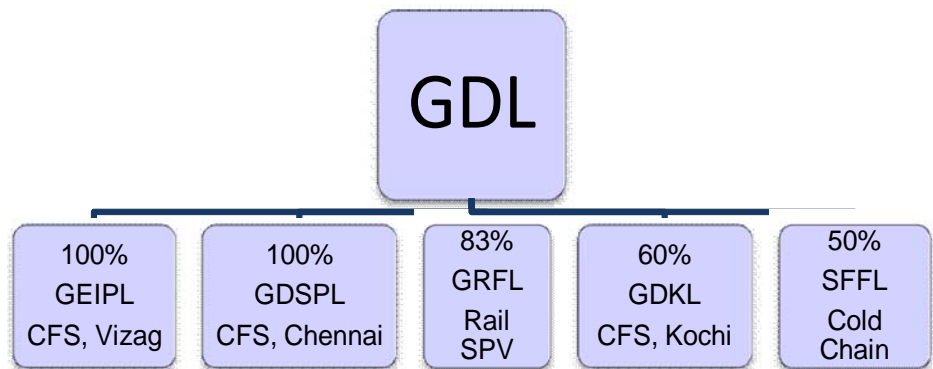 GDL
100%
GEIPL
CFS, Vizag
100%
GDSPL
CFS, Chennai
83%
GRFL
Rail
SPV
60%
GDKL
CFS, Kochi
50%
SFFL
Cold
Chain